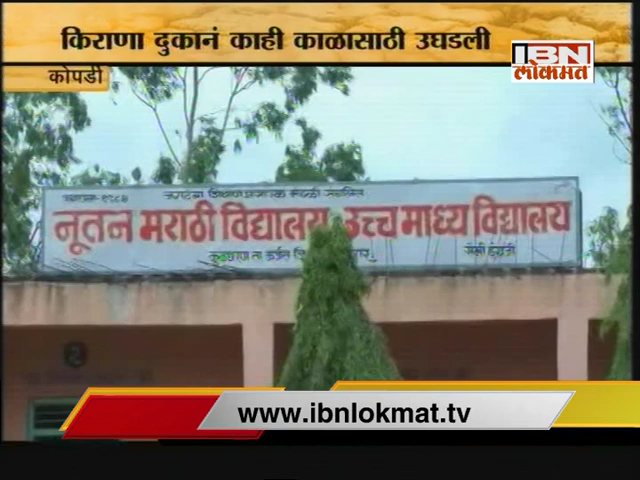 किराणा दुकानं काही काळासाठी उघडली
IBN
लोकमत
कोपर्डी
नूतन मराठी विद्यालय उच्च माध्य विद्यालय
www.ibnlokmat.tv